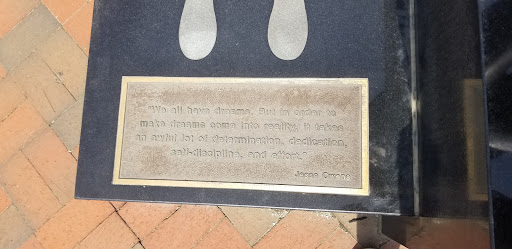 "We all have dreams. But in order to
make dreams come into reality, it takes
an awful lot of determination, dedication,
self-discipline, and effort."
Jesse Owens